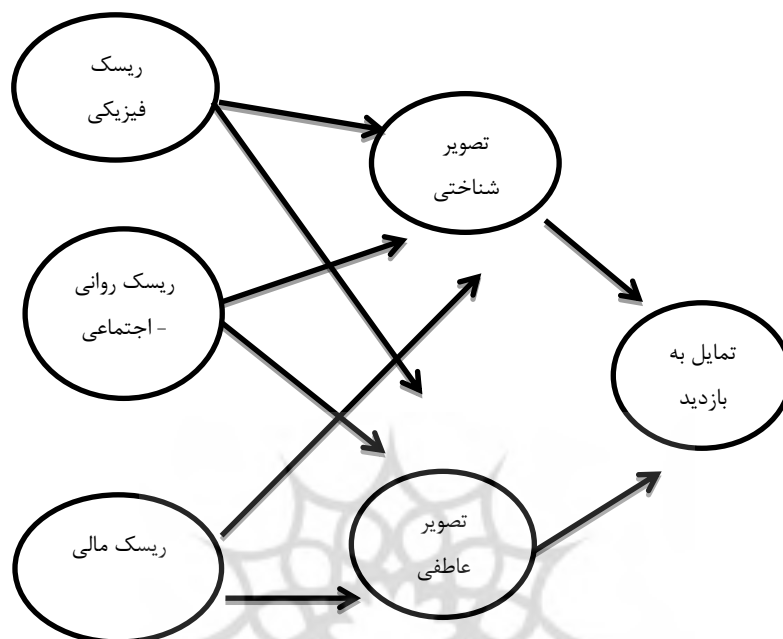 ریسک
فیزیکی
تصویر
شناختی
ریسک روانی
- اجتماعی
تمایل به
بازدید
تصویر
عاطفی
ریسک مالی